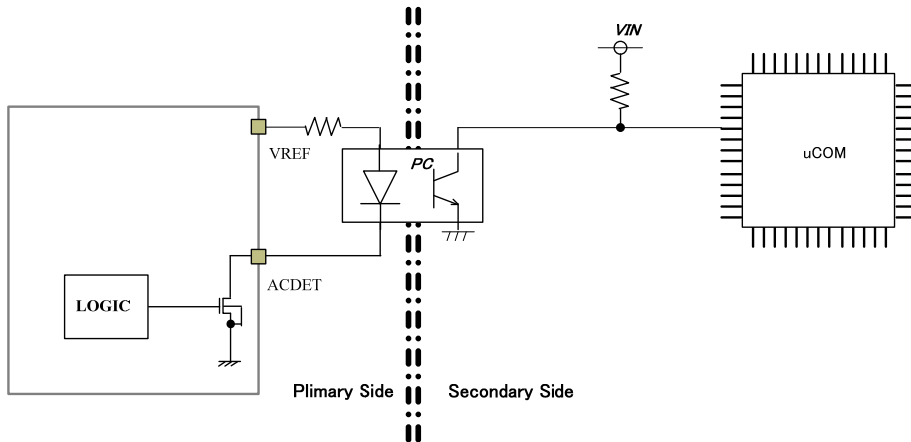 VIN
uCOM
VREF
PC
ACDET
LOGIC
Plimary Side
Secondary Side